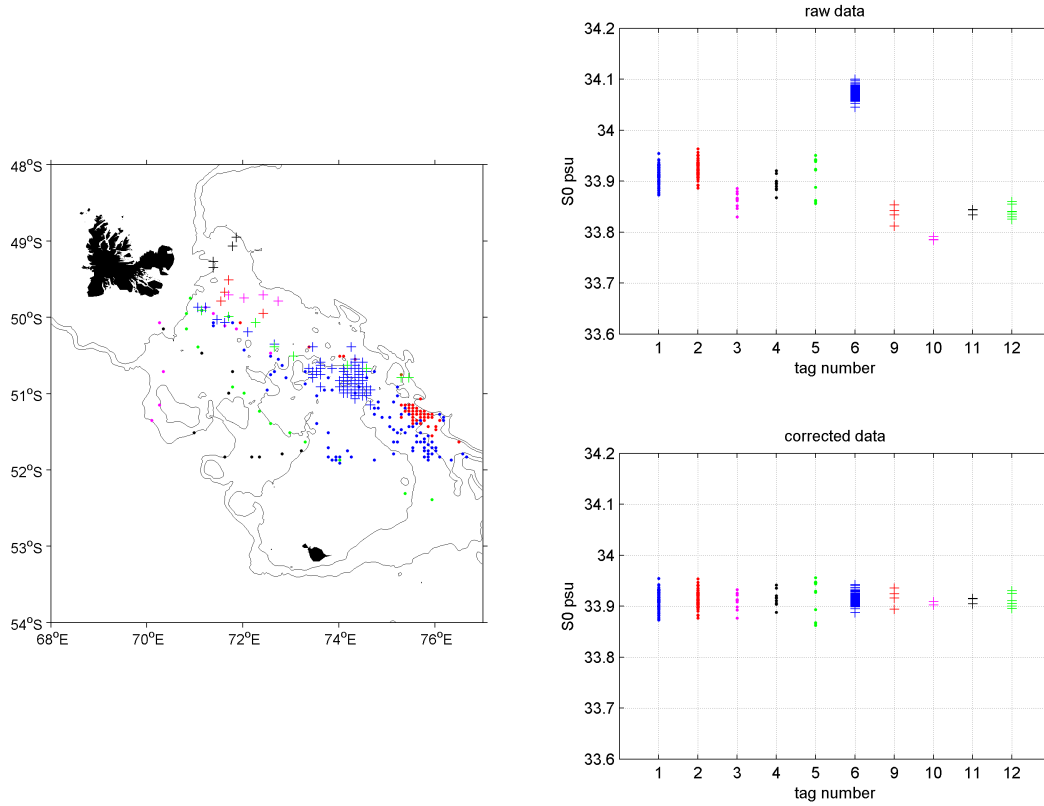 48°S
49°S
50°S
51°S
52°S
53°S
54°S
68°E
70°E
72°E
74°E
76°E
raw data
34.2
34.1
34
33.9
33.8
33.7
33.6
S0 psu
1 2 3 4 5 6 9 10 11 12
tag number
corrected data
34.2
34.1
34
33.9
33.8
33.7
33.6
S0 psu
1 2 3 4 5 6 9 10 11 12
tag number